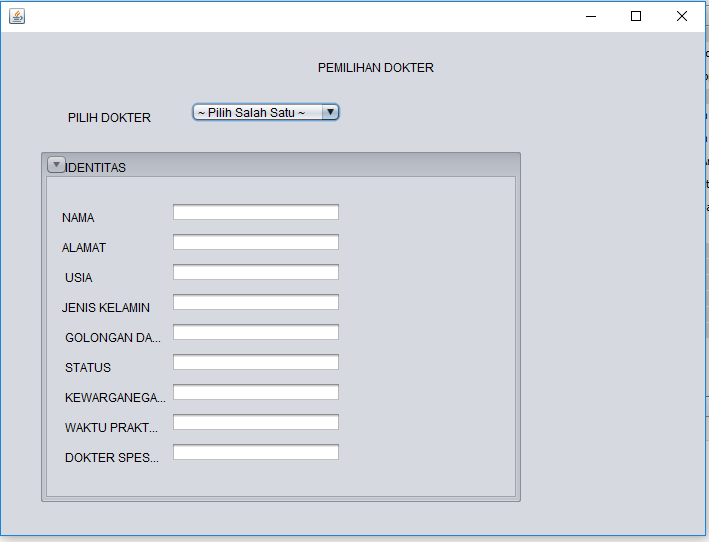 PEMILIHAN DOKTER
PILIH DOKTER
~ Pilih Salah Satu ~
IDENTITAS
NAMA
ALAMAT
USIA
JENIS KELAMIN
GOLONGAN DA...
STATUS
KEWARGANEGA...
WAKTU PRAKT...
DOKTER SPES...